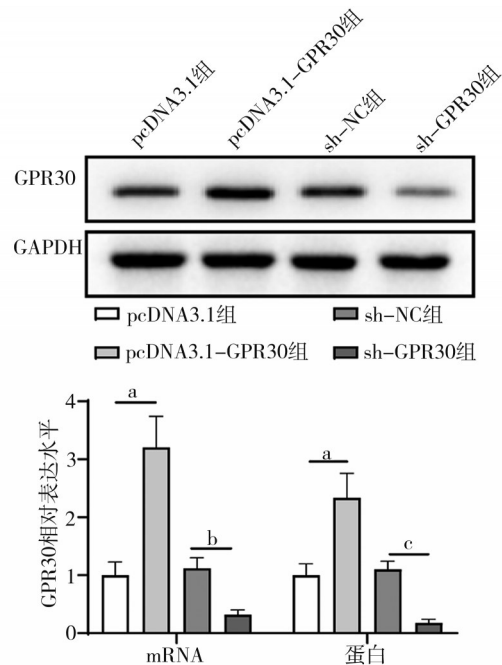 pcDNA3.1组
pcDNA3.1-GPR30组
sh-NC组
sh-GPR30组
GPR30
GAPDH
pcDNA3.1组
sh-NC组
pcDNA3.1-GPR30组
sh-GPR30组
GPR30相对表达水平
4
3
2
1
0
a
b
a
c
mRNA
蛋白